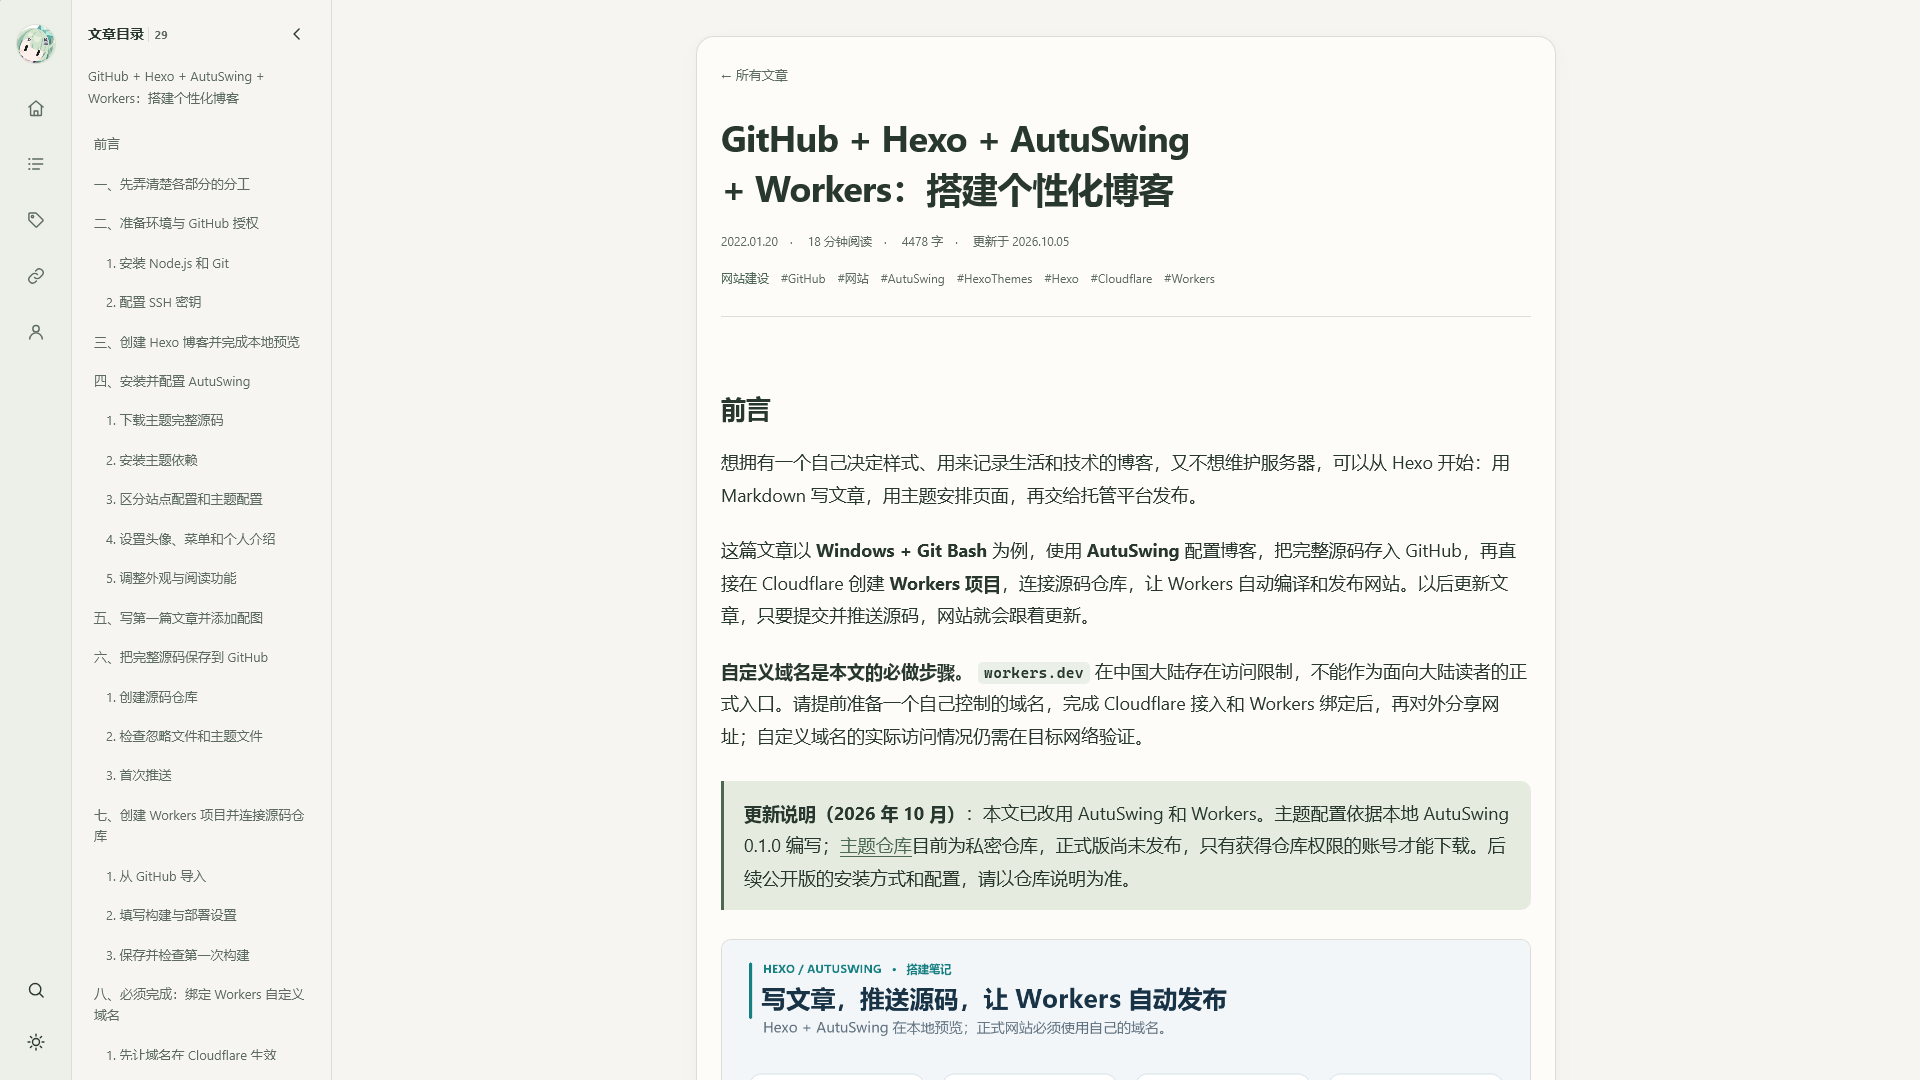 文章目录 29
GitHub + Hexo + AutuSwing +
Workers：搭建个性化博客
前言
一、先弄清楚各部分的分工
二、准备环境与 GitHub 授权
1. 安装 Node.js 和 Git
2. 配置 SSH 密钥
三、创建 Hexo 博客并完成本地预览
四、安装并配置 AutuSwing
1. 下载主题完整源码
2. 安装主题依赖
3. 区分站点配置和主题配置
4. 设置头像、菜单和个人介绍
5. 调整外观与阅读功能
五、写第一篇文章并添加配图
六、把完整源码保存到 GitHub
1. 创建源码仓库
2. 检查忽略文件和主题文件
3. 首次推送
七、创建 Workers 项目并连接源码仓
库
1. 从 GitHub 导入
2. 填写构建与部署设置
3. 保存并检查第一次构建
八、必须完成：绑定 Workers 自定义
域名
1. 先让域名在 Cloudflare 生效
← 所有文章
GitHub + Hexo + AutuSwing
+ Workers：搭建个性化博客
2022.01.20 · 18 分钟阅读 · 4478 字 · 更新于 2026.10.05
网站建设 #GitHub #网站 #AutuSwing #HexoThemes #Hexo #Cloudflare #Workers
前言
想拥有一个自己决定样式、用来记录生活和技术的博客，又不想维护服务器，可以从 Hexo 开始：用
Markdown 写文章，用主题安排页面，再交给托管平台发布。
这篇文章以 Windows + Git Bash 为例，使用 AutuSwing 配置博客，把完整源码存入 GitHub，再直
接在 Cloudflare 创建 Workers 项目，连接源码仓库，让 Workers 自动编译和发布网站。以后更新文
章，只要提交并推送源码，网站就会跟着更新。
自定义域名是本文的必做步骤。 workers.dev 在中国大陆存在访问限制，不能作为面向大陆读者的正
式入口。请提前准备一个自己控制的域名，完成 Cloudflare 接入和 Workers 绑定后，再对外分享网
址；自定义域名的实际访问情况仍需在目标网络验证。
更新说明（2026 年 10 月）：本文已改用 AutuSwing 和 Workers。主题配置依据本地 AutuSwing
0.1.0 编写；主题仓库目前为私密仓库，正式版尚未发布，只有获得仓库权限的账号才能下载。后
续公开版的安装方式和配置，请以仓库说明为准。
HEXO / AUTUSWING • 搭建笔记
写文章，推送源码，让 Workers 自动发布
Hexo + AutuSwing 在本地预览；正式网站必须使用自己的域名。